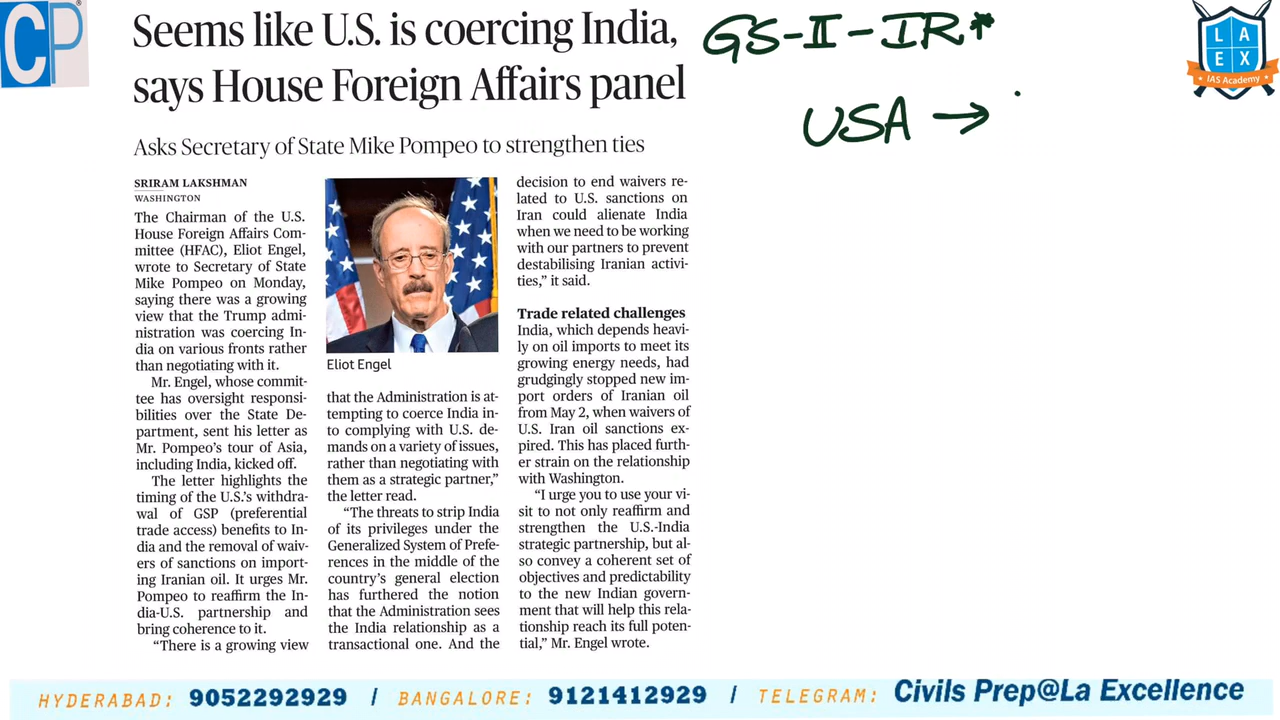 CP®
Seems like U.S. is coercing India,
says House Foreign Affairs panel
GS-II-IR*
USA →
L A
E X
IAS Academy
Asks Secretary of State Mike Pompeo to strengthen ties
SRIRAM LAKSHMAN
WASHINGTON
The Chairman of the U.S.
House Foreign Affairs Com-
mittee (HFAC), Eliot Engel,
wrote to Secretary of State
Mike Pompeo on Monday,
saying there was a growing
view that the Trump admi-
nistration was coercing In-
dia on various fronts rather
than negotiating with it.
Mr. Engel, whose commit-
tee has oversight responsi-
bilities over the State De-
partment, sent his letter as
Mr. Pompeo's tour of Asia,
including India, kicked off.
The letter highlights the
timing of the U.S.'s withdra-
wal of GSP (preferential
trade access) benefits to In-
dia and the removal of waiv-
ers of sanctions on import-
ing Iranian oil. It urges Mr.
Pompeo to reaffirm the In-
dia-U.S. partnership and
bring coherence to it.
"There is a growing view
Eliot Engel
that the Administration is at-
tempting to coerce India in-
to complying with U.S. de-
mands on a variety of issues,
rather than negotiating with
them as a strategic partner,"
the letter read.
"The threats to strip India
of its privileges under the
Generalized System of Prefe-
rences in the middle of the
country's general election
has furthered the notion
that the Administration sees
the India relationship as a
transactional one. And the
decision to end waivers re-
lated to U.S. sanctions on
Iran could alienate India
when we need to be working
with our partners to prevent
destabilising Iranian activi-
ties," it said.
Trade related challenges
India, which depends heavi-
ly on oil imports to meet its
growing energy needs, had
grudgingly stopped new im-
port orders of Iranian oil
from May 2, when waivers of
U.S. Iran oil sanctions ex-
pired. This has placed furth-
er strain on the relationship
with Washington.
"I urge you to use your vi-
sit to not only reaffirm and
strengthen the U.S.-India
strategic partnership, but al-
so convey a coherent set of
objectives and predictability
to the new Indian govern-
ment that will help this rela-
tionship reach its full poten-
tial," Mr. Engel wrote.
HYDERABAD: 9052292929 / BANGALORE: 9121412929 / TELEGRAM: Civils Prep@La Excellence